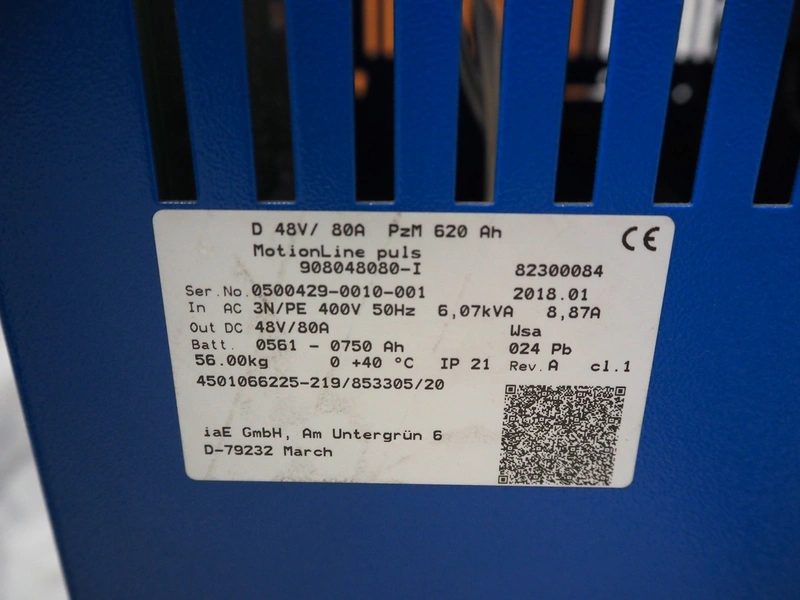 D 48V/ 80A PzM 620 Ah
CE
MotionLine puls
908048080-I 82300084
Ser.No.0500429-0010-001 2018.01
In AC 3N/PE 400V 50Hz 6,07kVA 8,87A
Out DC 48V/80A Wsa
Batt. 0561 - 0750 Ah 024 Pb
56.00kg 0 +40 °C IP 21 Rev.A cl.1
4501066225-219/853305/20
iaE GmbH, Am Untergrün 6
D-79232 March